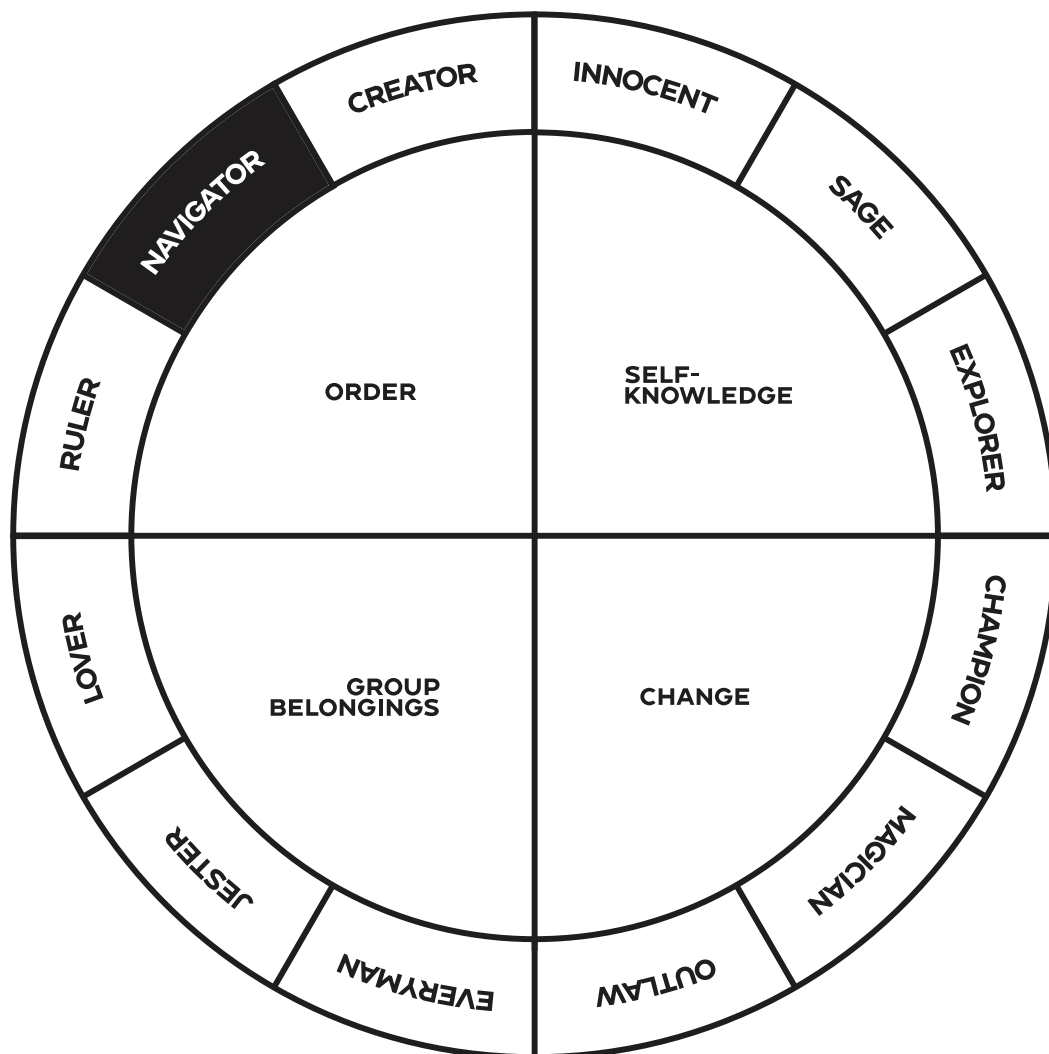 CREATOR
INNOCENT
NAVIGATOR
SAGE
RULER
EXPLORER
ORDER
SELF-
KNOWLEDGE
LOVER
CHAMPION
GROUP
BELONGINGS
CHANGE
JESTER
MAGICIAN
EVERYMAN
OUTLAW